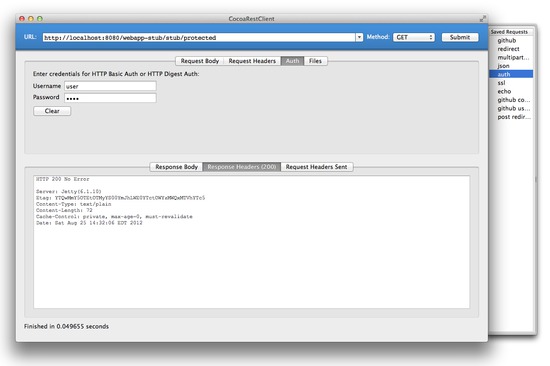 CocoaRestClient
URL: http://localhost:8080/webapp-stub/stub/protected Method: GET Submit
Request Body Request Headers Auth Files
Enter credentials for HTTP Basic Auth or HTTP Digest Auth:
Username user
Password ••••
Clear
Response Body Response Headers (200) Request Headers Sent
HTTP 200 No Error
Server: Jetty(6.1.10)
Etag:
Content-Type: text/plain
Content-Length: 72
Cache-Control: private, max-age=0, must-revalidate
Date: Sat Aug 25 14:32:06 EDT 2012
Finished in 0.049655 seconds
Saved Requests
github
redirect
multipart...
json
auth
ssl
echo
github co...
github us...
post redir...